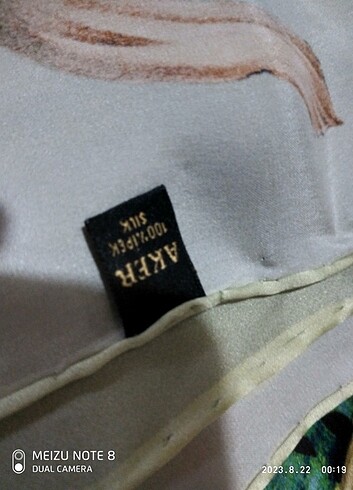 AKER
100% İPEK
SILK
MEIZU NOTE 8
DUAL CAMERA
2023.8.22 00:19